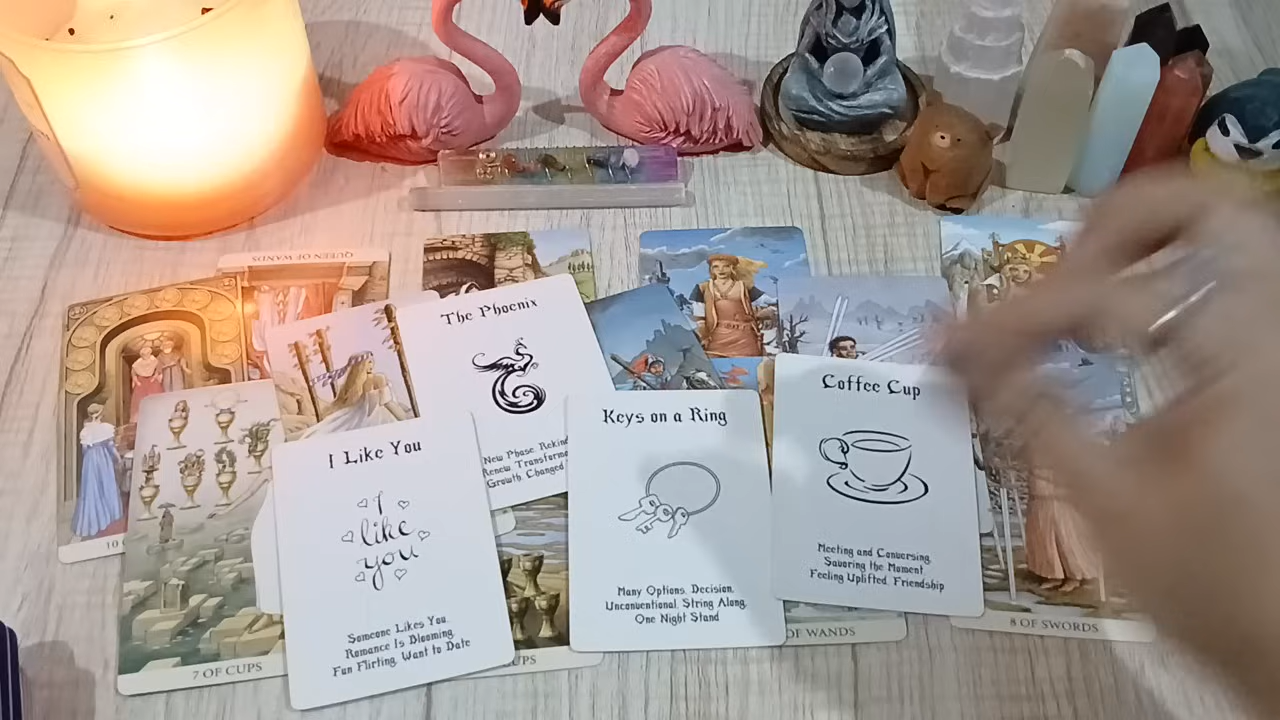 QUEEN OF WANDS
The Phoenix
New Phase, Rekind
Renew Transforma
Growth Changed
I Like You
I
like
you
Someone Likes You,
Romance Is Blooming,
Fun Flirting, Want to Date
Keys on a Ring
Many Options, Decision,
Unconventional, String Along,
One Night Stand
Coffee Cup
Meeting and Conversing,
Savoring the Moment,
Feeling Uplifted, Friendship
10
7 OF CUPS
CUPS
OF WANDS
8 OF SWORDS